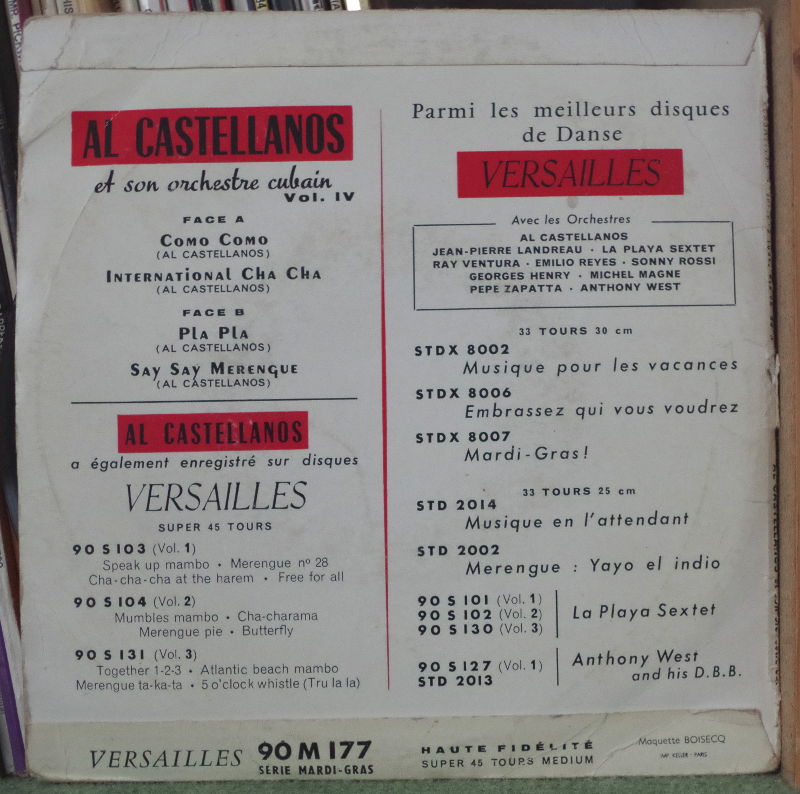 AL CASTELLANOS
et son orchestre cubain
Vol. IV
FACE A
COMO COMO
(AL CASTELLANOS)
INTERNATIONAL CHA CHA
(AL CASTELLANOS)
FACE B
PLA PLA
(AL CASTELLANOS)
SAY SAY MERENGUE
(AL CASTELLANOS)
AL CASTELLANOS
a également enregistré sur disques
VERSAILLES
SUPER 45 TOURS
90 S 103 (Vol. 1)
Speak up mambo • Merengue nº 28
Cha-cha-cha at the harem • Free for all
90 S 104 (Vol. 2)
Mumbles mambo • Cha-charama
Merengue pie • Butterfly
90 S 131 (Vol. 3)
Together 1-2-3 • Atlantic beach mambo
Merengue ta-ka-ta • 5 o'clock whistle (Tru la la)
Parmi les meilleurs disques
de Danse
VERSAILLES
Avec les Orchestres
AL CASTELLANOS
JEAN-PIERRE LANDREAU • LA PLAYA SEXTET
RAY VENTURA • EMILIO REYES • SONNY ROSSI
GEORGES HENRY • MICHEL MAGNE
PEPE ZAPATTA • ANTHONY WEST
33 TOURS 30 cm
STDX 8002
Musique pour les vacances
STDX 8006
Embrassez qui vous voudrez
STDX 8007
Mardi-Gras!
33 TOURS 25 cm
STD 2014
Musique en l'attendant
STD 2002
Merengue : Yayo el indio
90 S 101 (Vol. 1)
90 S 102 (Vol. 2) La Playa Sextet
90 S 130 (Vol. 3)
90 S 127 (Vol. 1) Anthony West
STD 2013 and his D.B.B.
VERSAILLES 90 M 177
SÉRIE MARDI-GRAS
HAUTE FIDÉLITÉ
SUPER 45 TOURS MEDIUM
Maquette BOISECQ
IMP. KELLER - PARIS